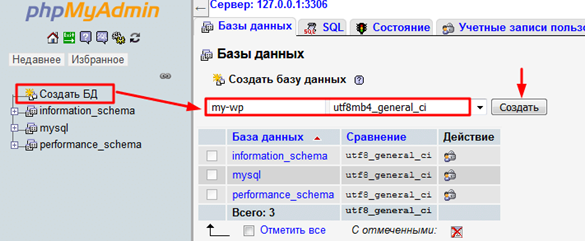 phpMyAdmin
Недавнее Избранное
Создать БД
information_schema
mysql
performance_schema
Сервер: 127.0.0.1:3306
Базы данных SQL Состояние Учетные записи пользо
Базы данных
Создать базу данных
my-wp utf8mb4_general_ci Создать
База данных Сравнение Действие
information_schema utf8_general_ci
mysql utf8_general_ci
performance_schema utf8_general_ci
Всего: 3 utf8_general_ci
Отметить все С отмеченными: